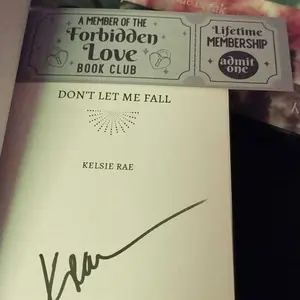 A MEMBER OF THE
Forbidden
Love
BOOK CLUB
Lifetime
MEMBERSHIP
admit
one
DON'T LET ME FALL
KELSIE RAE